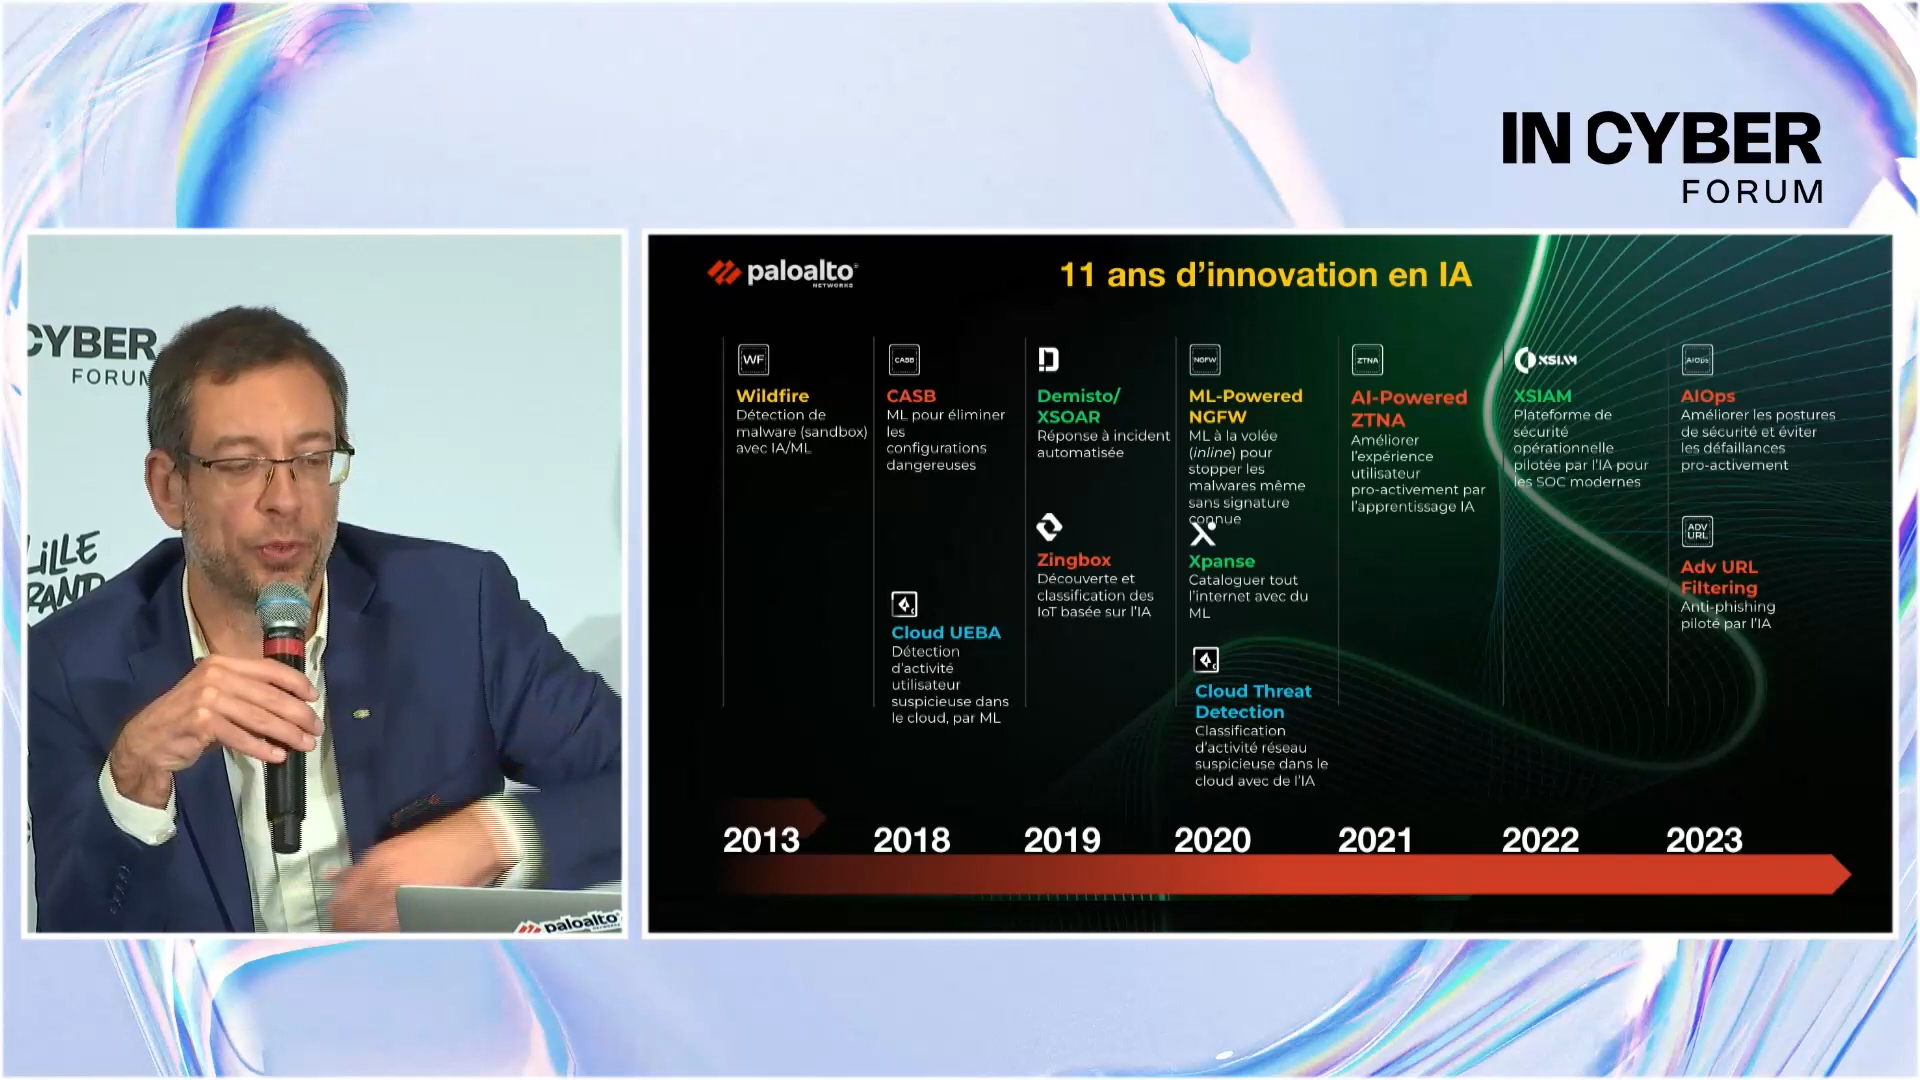 IN CYBER
FORUM
CYBER
FORUM
LiLLE
GRAND
paloalto
NETWORKS
paloalto
NETWORKS
11 ans d’innovation en IA
WF
Wildfire
Détection de
malware (sandbox)
avec IA/ML
CASB
CASB
ML pour éliminer
les
configurations
dangereuses
Cloud UEBA
Détection
d’activité
utilisateur
suspicieuse dans
le cloud, par ML
Demisto/
XSOAR
Réponse à incident
automatisée
Zingbox
Découverte et
classification des
IoT basée sur l’IA
NGFW
ML-Powered
NGFW
ML à la volée
(inline) pour
stopper les
malwares même
sans signature
connue
Xpanse
Cataloguer tout
l’internet avec du
ML
Cloud Threat
Detection
Classification
d’activité réseau
suspicieuse dans le
cloud avec de l’IA
ZTNA
AI-Powered
ZTNA
Améliorer
l’expérience
utilisateur
pro-activement par
l’apprentissage IA
XSIAM
XSIAM
Plateforme de
sécurité
opérationnelle
pilotée par l’IA pour
les SOC modernes
AIOps
AIOps
Améliorer les postures
de sécurité et éviter
les défaillances
pro-activement
ADV
URL
Adv URL
Filtering
Anti-phishing
piloté par l’IA
2013 2018 2019 2020 2021 2022 2023